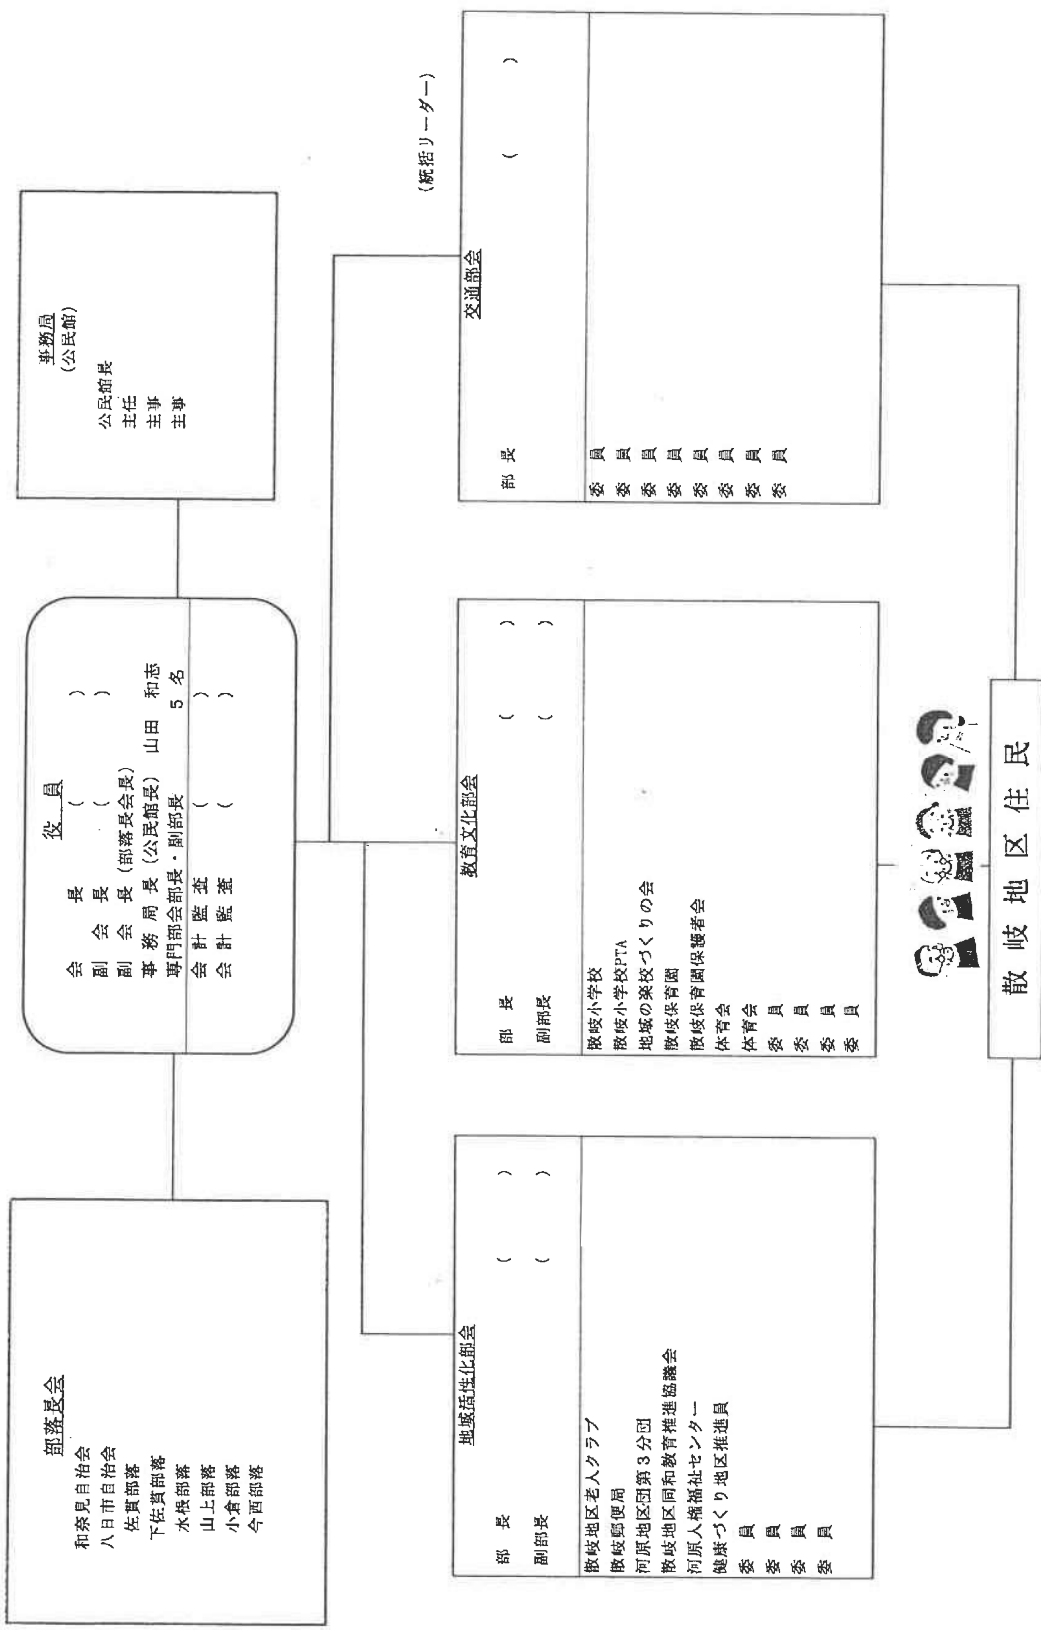 部落長会
和奈見自治会
八日市自治会
佐貫部落
下佐貫部落
水根部落
山上部落
小倉部落
今西部落
役　員
会　　長　(　　　　)
副　会　長　(　　　　)
副　会　長 (部落長会長)
事 務 局 長 (公民館長)　山田　和志
専門部会部長・副部長　　5 名
会 計 監 査　(　　　　)
会 計 監 査　(　　　　)
事務局
(公民館)
公民館長
主任
主事
主事
地域活性化部会
部　長　(　　　　)
副部長　(　　　　)
散岐地区老人クラブ
散岐郵便局
河原地区団第3分団
散岐地区同和教育推進協議会
河原人権福祉センター
健康づくり地区推進員
委　員
委　員
委　員
委　員
教育文化部会
部　長　(　　　　)
副部長　(　　　　)
散岐小学校
散岐小学校PTA
地域の楽校づくりの会
散岐保育園
散岐保育園保護者会
体育会
体育会
委　員
委　員
委　員
委　員
(統括リーダー)
交通部会
部　長　(　　　　)
委　員
委　員
委　員
委　員
委　員
委　員
委　員
委　員
散 岐 地 区 住 民